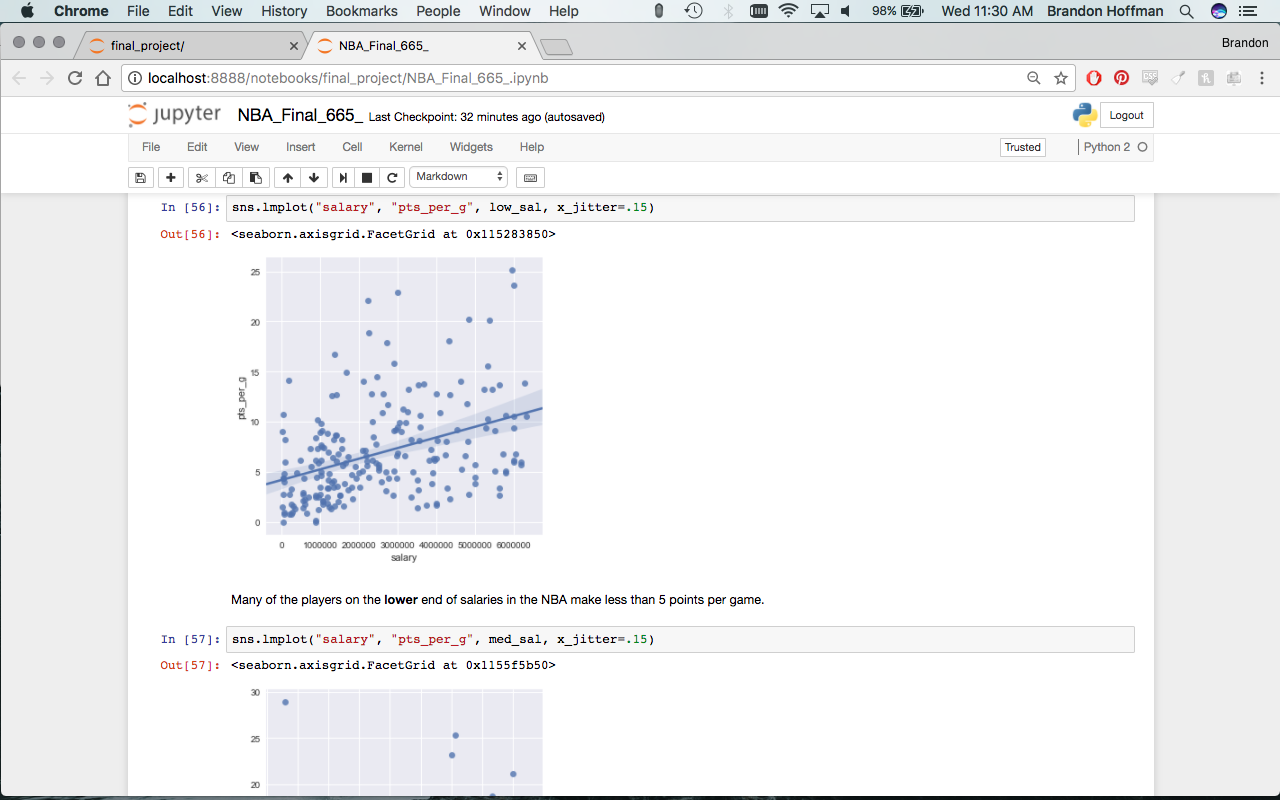 Chrome File Edit View History Bookmarks People Window Help 98% Wed 11:30 AM Brandon Hoffman
final_project/ NBA_Final_665_ Brandon
localhost:8888/notebooks/final_project/NBA_Final_665_.ipynb
jupyter NBA_Final_665_ Last Checkpoint: 32 minutes ago (autosaved) Logout
File Edit View Insert Cell Kernel Widgets Help Trusted Python 2
Markdown
In [56]: sns.lmplot("salary", "pts_per_g", low_sal, x_jitter=.15)
Out[56]: <seaborn.axisgrid.FacetGrid at 0x115283850>
25
20
15
10
5
0
pts_per_g
0 1000000 2000000 3000000 4000000 5000000 6000000
salary
Many of the players on the lower end of salaries in the NBA make less than 5 points per game.
In [57]: sns.lmplot("salary", "pts_per_g", med_sal, x_jitter=.15)
Out[57]: <seaborn.axisgrid.FacetGrid at 0x1155f5b50>
30
25
20